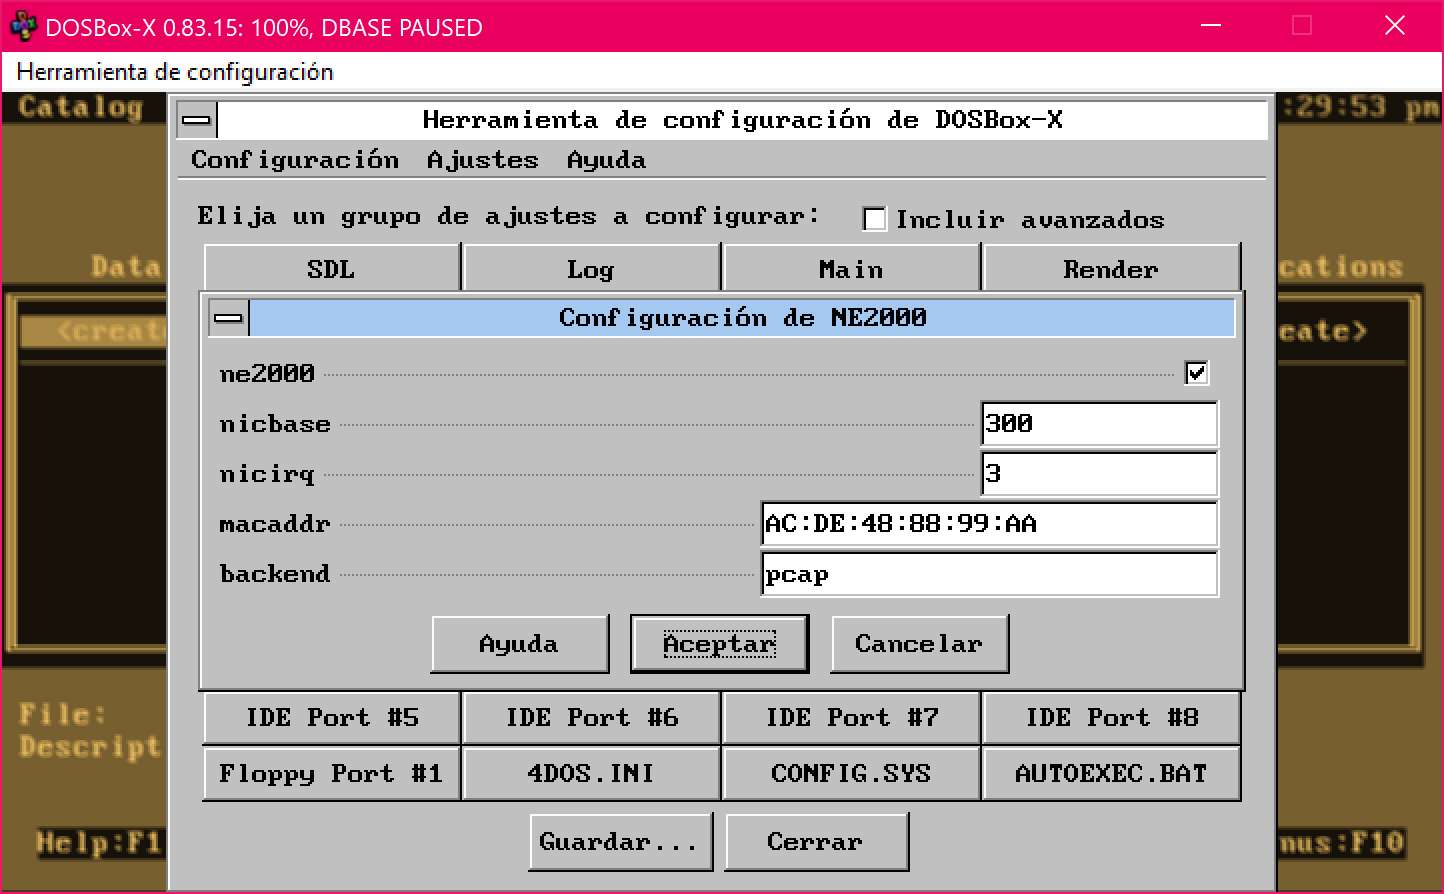 DOSBox-X 0.83.15: 100%, DBASE PAUSED
Herramienta de configuración
Catalog
:29:53 pm
Herramienta de configuración de DOSBox-X
Configuración Ajustes Ayuda
Elija un grupo de ajustes a configurar: Incluir avanzados
SDL Log Main Render
Data
cations
Configuración de NE2000
<create
eate>
ne2000
nicbase 300
nicirq 3
macaddr AC:DE:48:88:99:AA
backend pcap
Ayuda Aceptar Cancelar
IDE Port #5 IDE Port #6 IDE Port #7 IDE Port #8
File:
Descript
Floppy Port #1 4DOS.INI CONFIG.SYS AUTOEXEC.BAT
Guardar... Cerrar
Help:F1
nus:F10